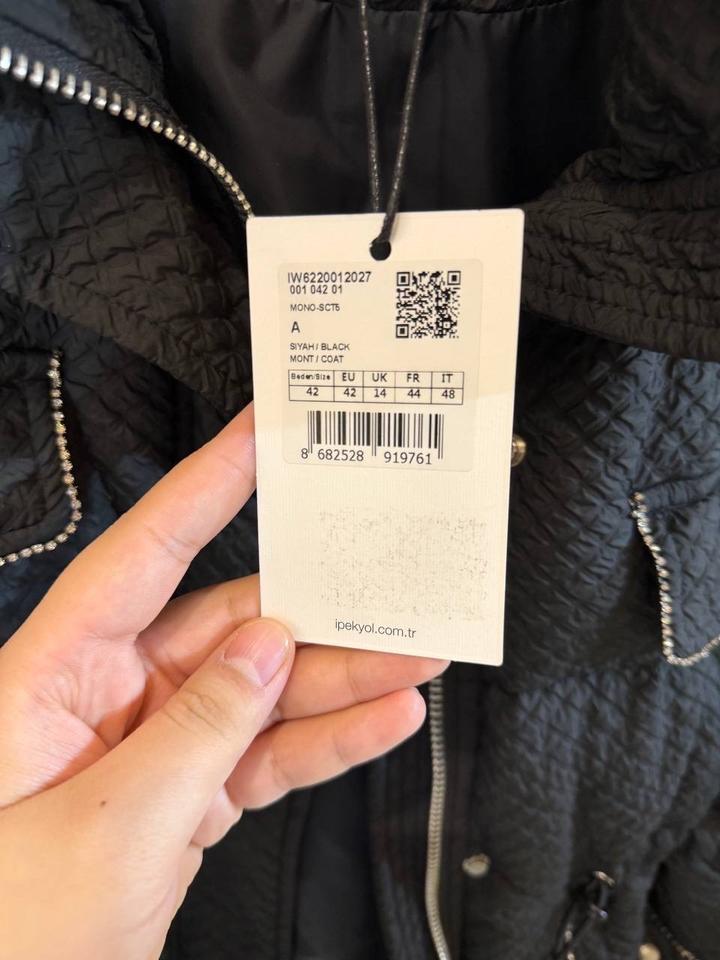 IW6220012027
001 042 01
MONO-SCT5
A
SIYAH / BLACK
MONT / COAT
Beden/Size EU UK FR IT
42 42 14 44 48
8 682528 919761
ipekyol.com.tr